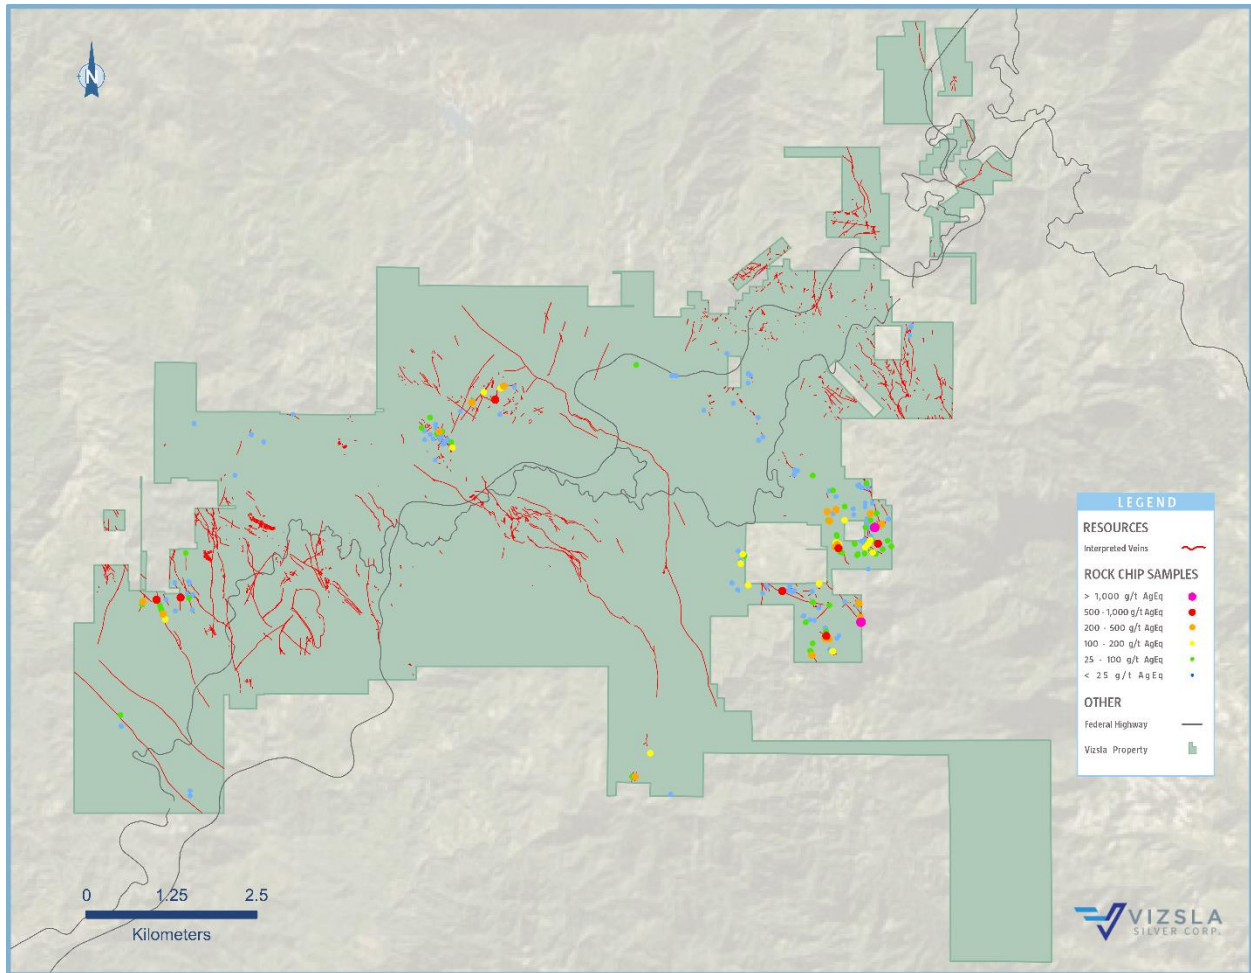 N
LEGEND
RESOURCES
Interpreted Veins
ROCK CHIP SAMPLES
> 1,000 g/t AgEq
500 - 1,000 g/t AgEq
200 - 500 g/t AgEq
100 - 200 g/t AgEq
25 - 100 g/t AgEq
< 25 g/t AgEq
OTHER
Federal Highway
Vizsla Property
0 1.25 2.5
Kilometers
VIZSLA
SILVER CORP.